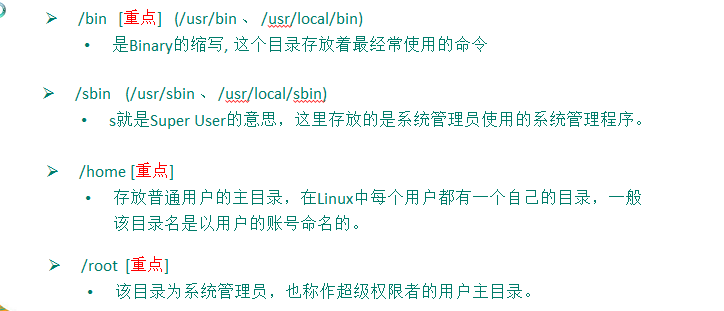 ➢ /bin [重点] (/usr/bin 、 /usr/local/bin)
• 是Binary的缩写, 这个目录存放着最经常使用的命令
➢ /sbin (/usr/sbin 、 /usr/local/sbin)
• s就是Super User的意思，这里存放的是系统管理员使用的系统管理程序。
➢ /home [重点]
• 存放普通用户的主目录，在Linux中每个用户都有一个自己的目录，一般
该目录名是以用户的账号命名的。
➢ /root [重点]
• 该目录为系统管理员，也称作超级权限者的用户主目录。